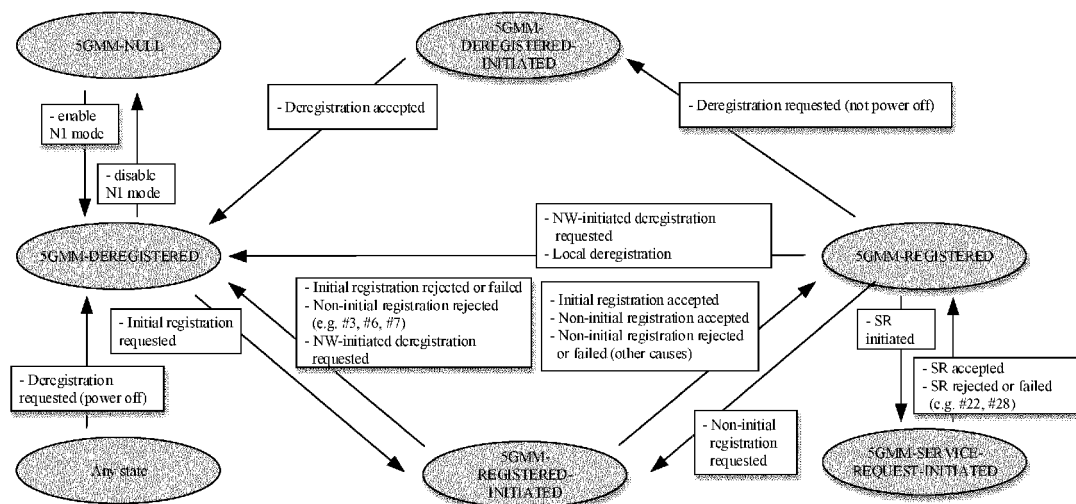 5GMM-NULL
5GMM-
DEREGISTERED-
INITIATED
- Deregistration accepted
- Deregistration requested (not power off)
- enable
N1 mode
- disable
N1 mode
- NW-initiated deregistration
requested
- Local deregistration
5GMM-DEREGISTERED
5GMM-REGISTERED
- Initial registration
requested
- Initial registration rejected or failed
- Non-initial registration rejected
(e.g. #3, #6, #7)
- NW-initiated deregistration
requested
- Initial registration accepted
- Non-initial registration accepted
- Non-initial registration rejected
or failed (other causes)
- SR
initiated
- Deregistration
requested (power off)
- SR accepted
- SR rejected or failed
(e.g. #22, #28)
- Non-initial
registration
requested
Any state
5GMM-
REGISTERED-
INITIATED
5GMM-SERVICE-
REQUEST-INITIATED